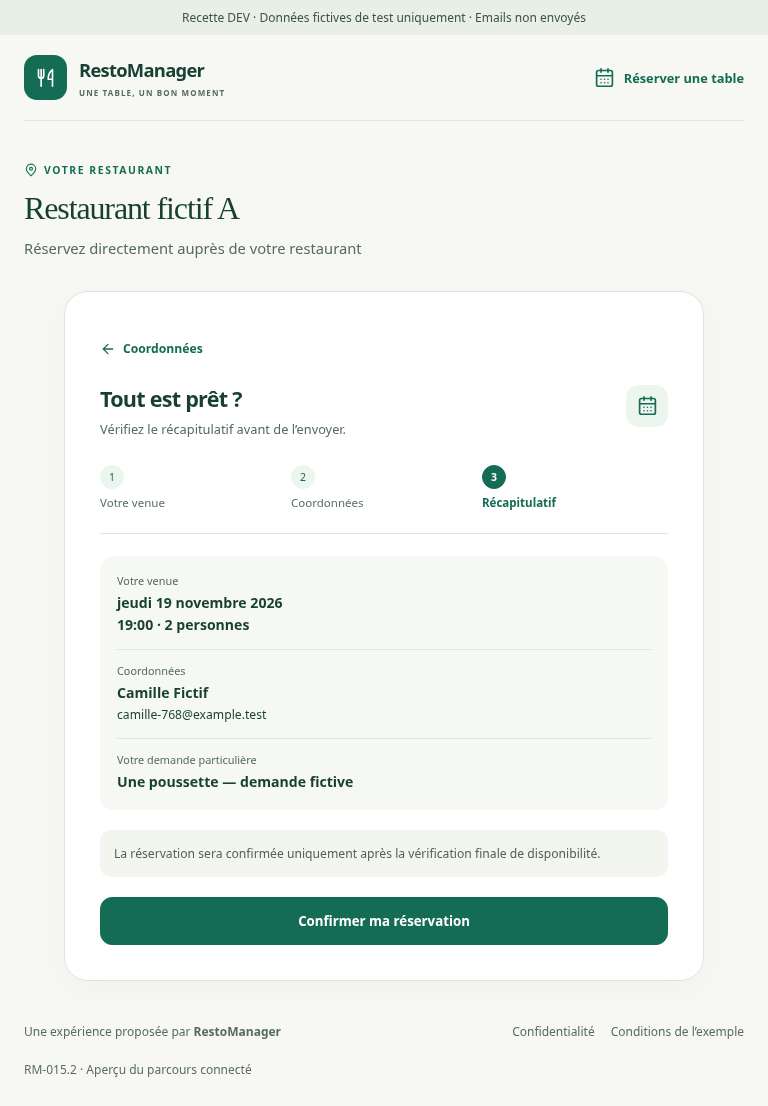 Recette DEV · Données fictives de test uniquement · Emails non envoyés
RestoManager
UNE TABLE, UN BON MOMENT
Réserver une table
VOTRE RESTAURANT
Restaurant fictif A
Réservez directement auprès de votre restaurant
Coordonnées
Tout est prêt ?
Vérifiez le récapitulatif avant de l’envoyer.
1
Votre venue
2
Coordonnées
3
Récapitulatif
Votre venue
jeudi 19 novembre 2026
19:00 · 2 personnes
Coordonnées
Camille Fictif
camille-768@example.test
Votre demande particulière
Une poussette — demande fictive
La réservation sera confirmée uniquement après la vérification finale de disponibilité.
Confirmer ma réservation
Une expérience proposée par RestoManager
Confidentialité
Conditions de l’exemple
RM-015.2 · Aperçu du parcours connecté